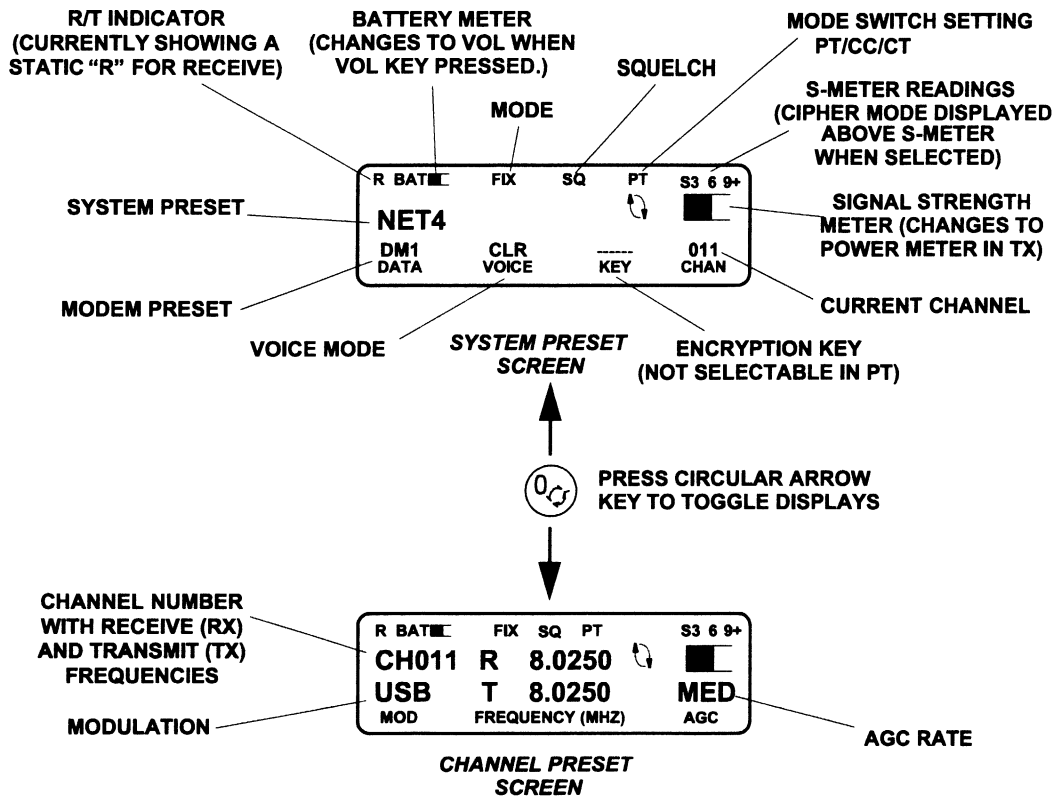 R/T INDICATOR
(CURRENTLY SHOWING A
STATIC “R” FOR RECEIVE)
BATTERY METER
(CHANGES TO VOL WHEN
VOL KEY PRESSED.)
MODE
SQUELCH
MODE SWITCH SETTING
PT/CC/CT
S-METER READINGS
(CIPHER MODE DISPLAYED
ABOVE S-METER
WHEN SELECTED)
SYSTEM PRESET
R BAT FIX SQ PT S3 6 9+
NET4
DM1 CLR ------ 011
DATA VOICE KEY CHAN
SIGNAL STRENGTH
METER (CHANGES TO
POWER METER IN TX)
MODEM PRESET
VOICE MODE
SYSTEM PRESET
SCREEN
ENCRYPTION KEY
(NOT SELECTABLE IN PT)
CURRENT CHANNEL
0
PRESS CIRCULAR ARROW
KEY TO TOGGLE DISPLAYS
CHANNEL NUMBER
WITH RECEIVE (RX)
AND TRANSMIT (TX)
FREQUENCIES
MODULATION
R BAT FIX SQ PT S3 6 9+
CH011 R 8.0250
USB T 8.0250 MED
MOD FREQUENCY (MHZ) AGC
AGC RATE
CHANNEL PRESET
SCREEN